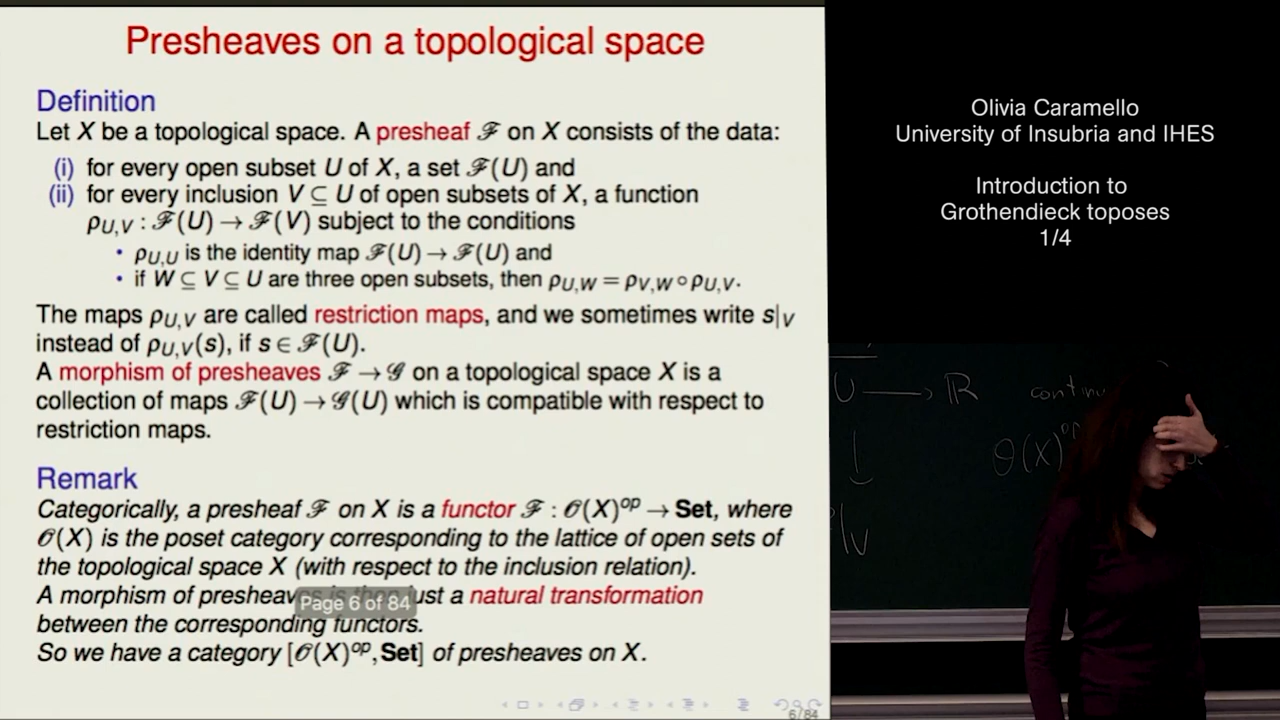 Presheaves on a topological space
Definition
Let X be a topological space. A presheaf ℱ on X consists of the data:
(i) for every open subset U of X, a set ℱ(U) and
(ii) for every inclusion V ⊆ U of open subsets of X, a function
ρU,V : ℱ(U) → ℱ(V) subject to the conditions
• ρU,U is the identity map ℱ(U) → ℱ(U) and
• if W ⊆ V ⊆ U are three open subsets, then ρU,W = ρV,W ∘ ρU,V.
The maps ρU,V are called restriction maps, and we sometimes write s|V
instead of ρU,V(s), if s ∈ ℱ(U).
A morphism of presheaves ℱ → 𝒢 on a topological space X is a
collection of maps ℱ(U) → 𝒢(U) which is compatible with respect to
restriction maps.
Remark
Categorically, a presheaf ℱ on X is a functor ℱ : 𝒪(X)ᵒᵖ → Set, where
𝒪(X) is the poset category corresponding to the lattice of open sets of
the topological space X (with respect to the inclusion relation).
A morphism of presheav just a natural transformation
Page 6 of 84
between the corresponding functors.
So we have a category [𝒪(X)ᵒᵖ, Set] of presheaves on X.
6/84
Olivia Caramello
University of Insubria and IHES
Introduction to
Grothendieck toposes
1/4
U → ℝ continu
𝒪(X)ᵒᵖ
|v